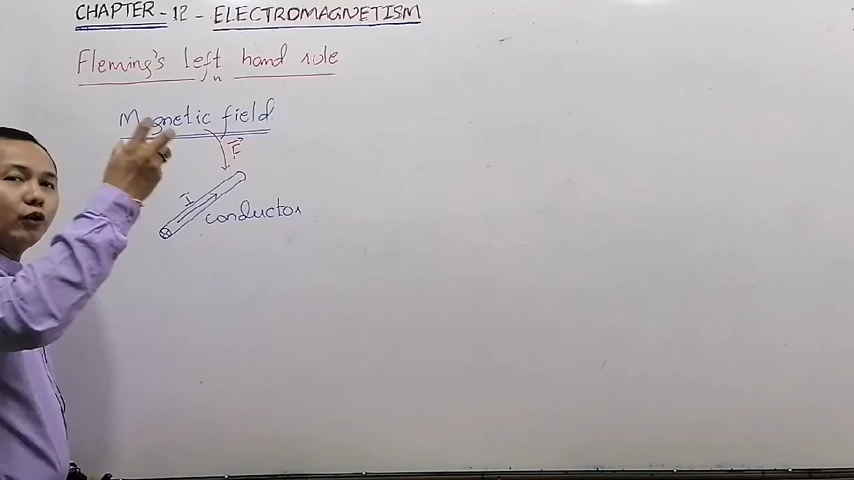 CHAPTER - 12 - ELECTROMAGNETISM
Fleming's left hand rule
Magnetic field
F
I
conductor